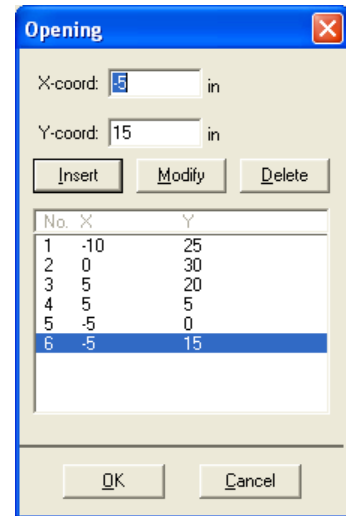 Opening
X-coord: -5 in
Y-coord: 15 in
Insert Modify Delete
No. X Y
1 -10 25
2 0 30
3 5 20
4 5 5
5 -5 0
6 -5 15
OK Cancel